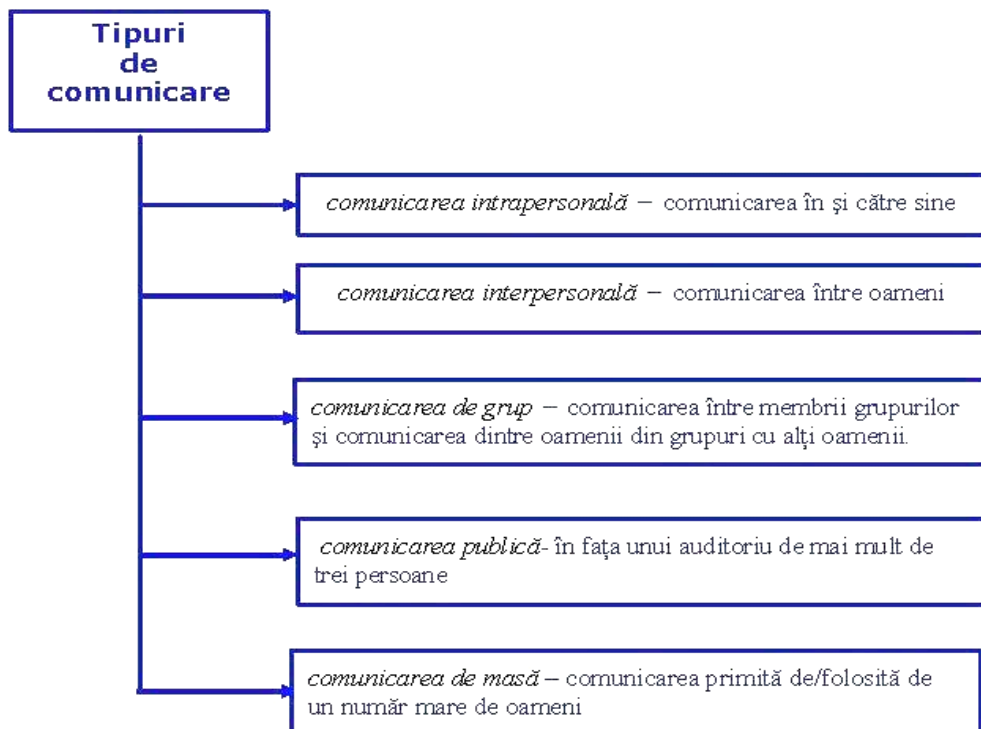 Tipuri
de
comunicare
comunicarea intrapersonală – comunicarea în şi către sine
comunicarea interpersonală – comunicarea între oameni
comunicarea de grup – comunicarea între membrii grupurilor
şi comunicarea dintre oamenii din grupuri cu alţi oamenii.
comunicarea publică- în faţa unui auditoriu de mai mult de
trei persoane
comunicarea de masă – comunicarea primită de/folosită de
un număr mare de oameni